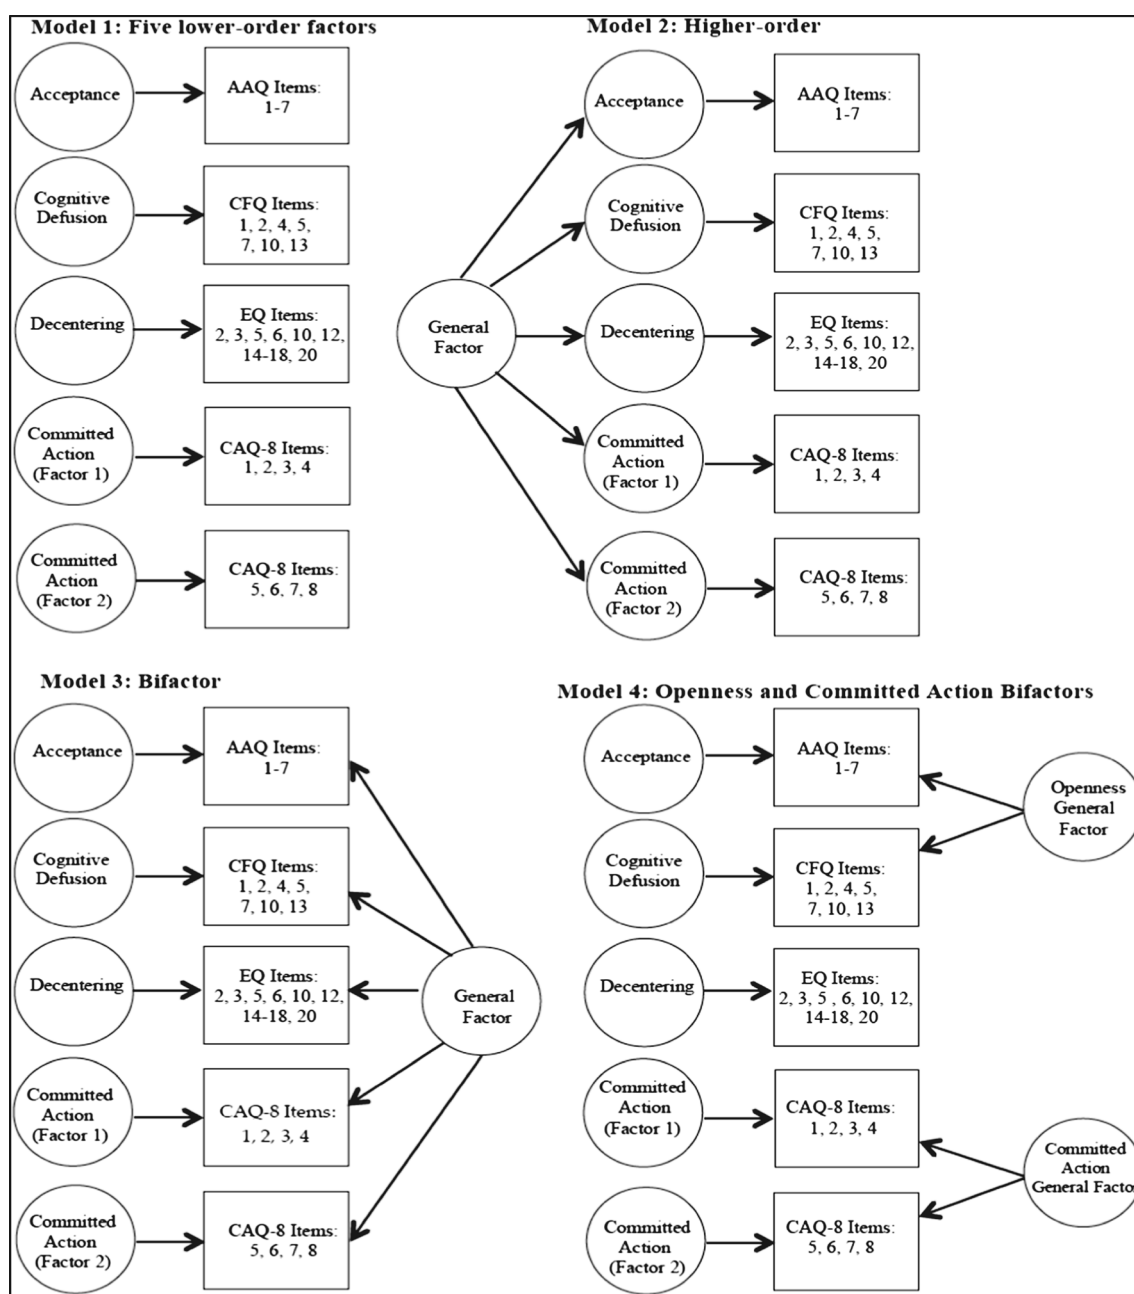 Model 1: Five lower-order factors
Acceptance
AAQ Items:
1-7
Cognitive
Defusion
CFQ Items:
1, 2, 4, 5,
7, 10, 13
Decentering
EQ Items:
2, 3, 5, 6, 10, 12,
14-18, 20
Committed
Action
(Factor 1)
CAQ-8 Items:
1, 2, 3, 4
Committed
Action
(Factor 2)
CAQ-8 Items:
5, 6, 7, 8
Model 2: Higher-order
General
Factor
Acceptance
AAQ Items:
1-7
Cognitive
Defusion
CFQ Items:
1, 2, 4, 5,
7, 10, 13
Decentering
EQ Items:
2, 3, 5, 6, 10, 12,
14-18, 20
Committed
Action
(Factor 1)
CAQ-8 Items:
1, 2, 3, 4
Committed
Action
(Factor 2)
CAQ-8 Items:
5, 6, 7, 8
Model 3: Bifactor
Acceptance
AAQ Items:
1-7
Cognitive
Defusion
CFQ Items:
1, 2, 4, 5,
7, 10, 13
Decentering
EQ Items:
2, 3, 5, 6, 10, 12,
14-18, 20
General
Factor
Committed
Action
(Factor 1)
CAQ-8 Items:
1, 2, 3, 4
Committed
Action
(Factor 2)
CAQ-8 Items:
5, 6, 7, 8
Model 4: Openness and Committed Action Bifactors
Acceptance
AAQ Items:
1-7
Openness
General
Factor
Cognitive
Defusion
CFQ Items:
1, 2, 4, 5,
7, 10, 13
Decentering
EQ Items:
2, 3, 5 , 6, 10, 12,
14-18, 20
Committed
Action
(Factor 1)
CAQ-8 Items:
1, 2, 3, 4
Committed
Action
General Factor
Committed
Action
(Factor 2)
CAQ-8 Items:
5, 6, 7, 8